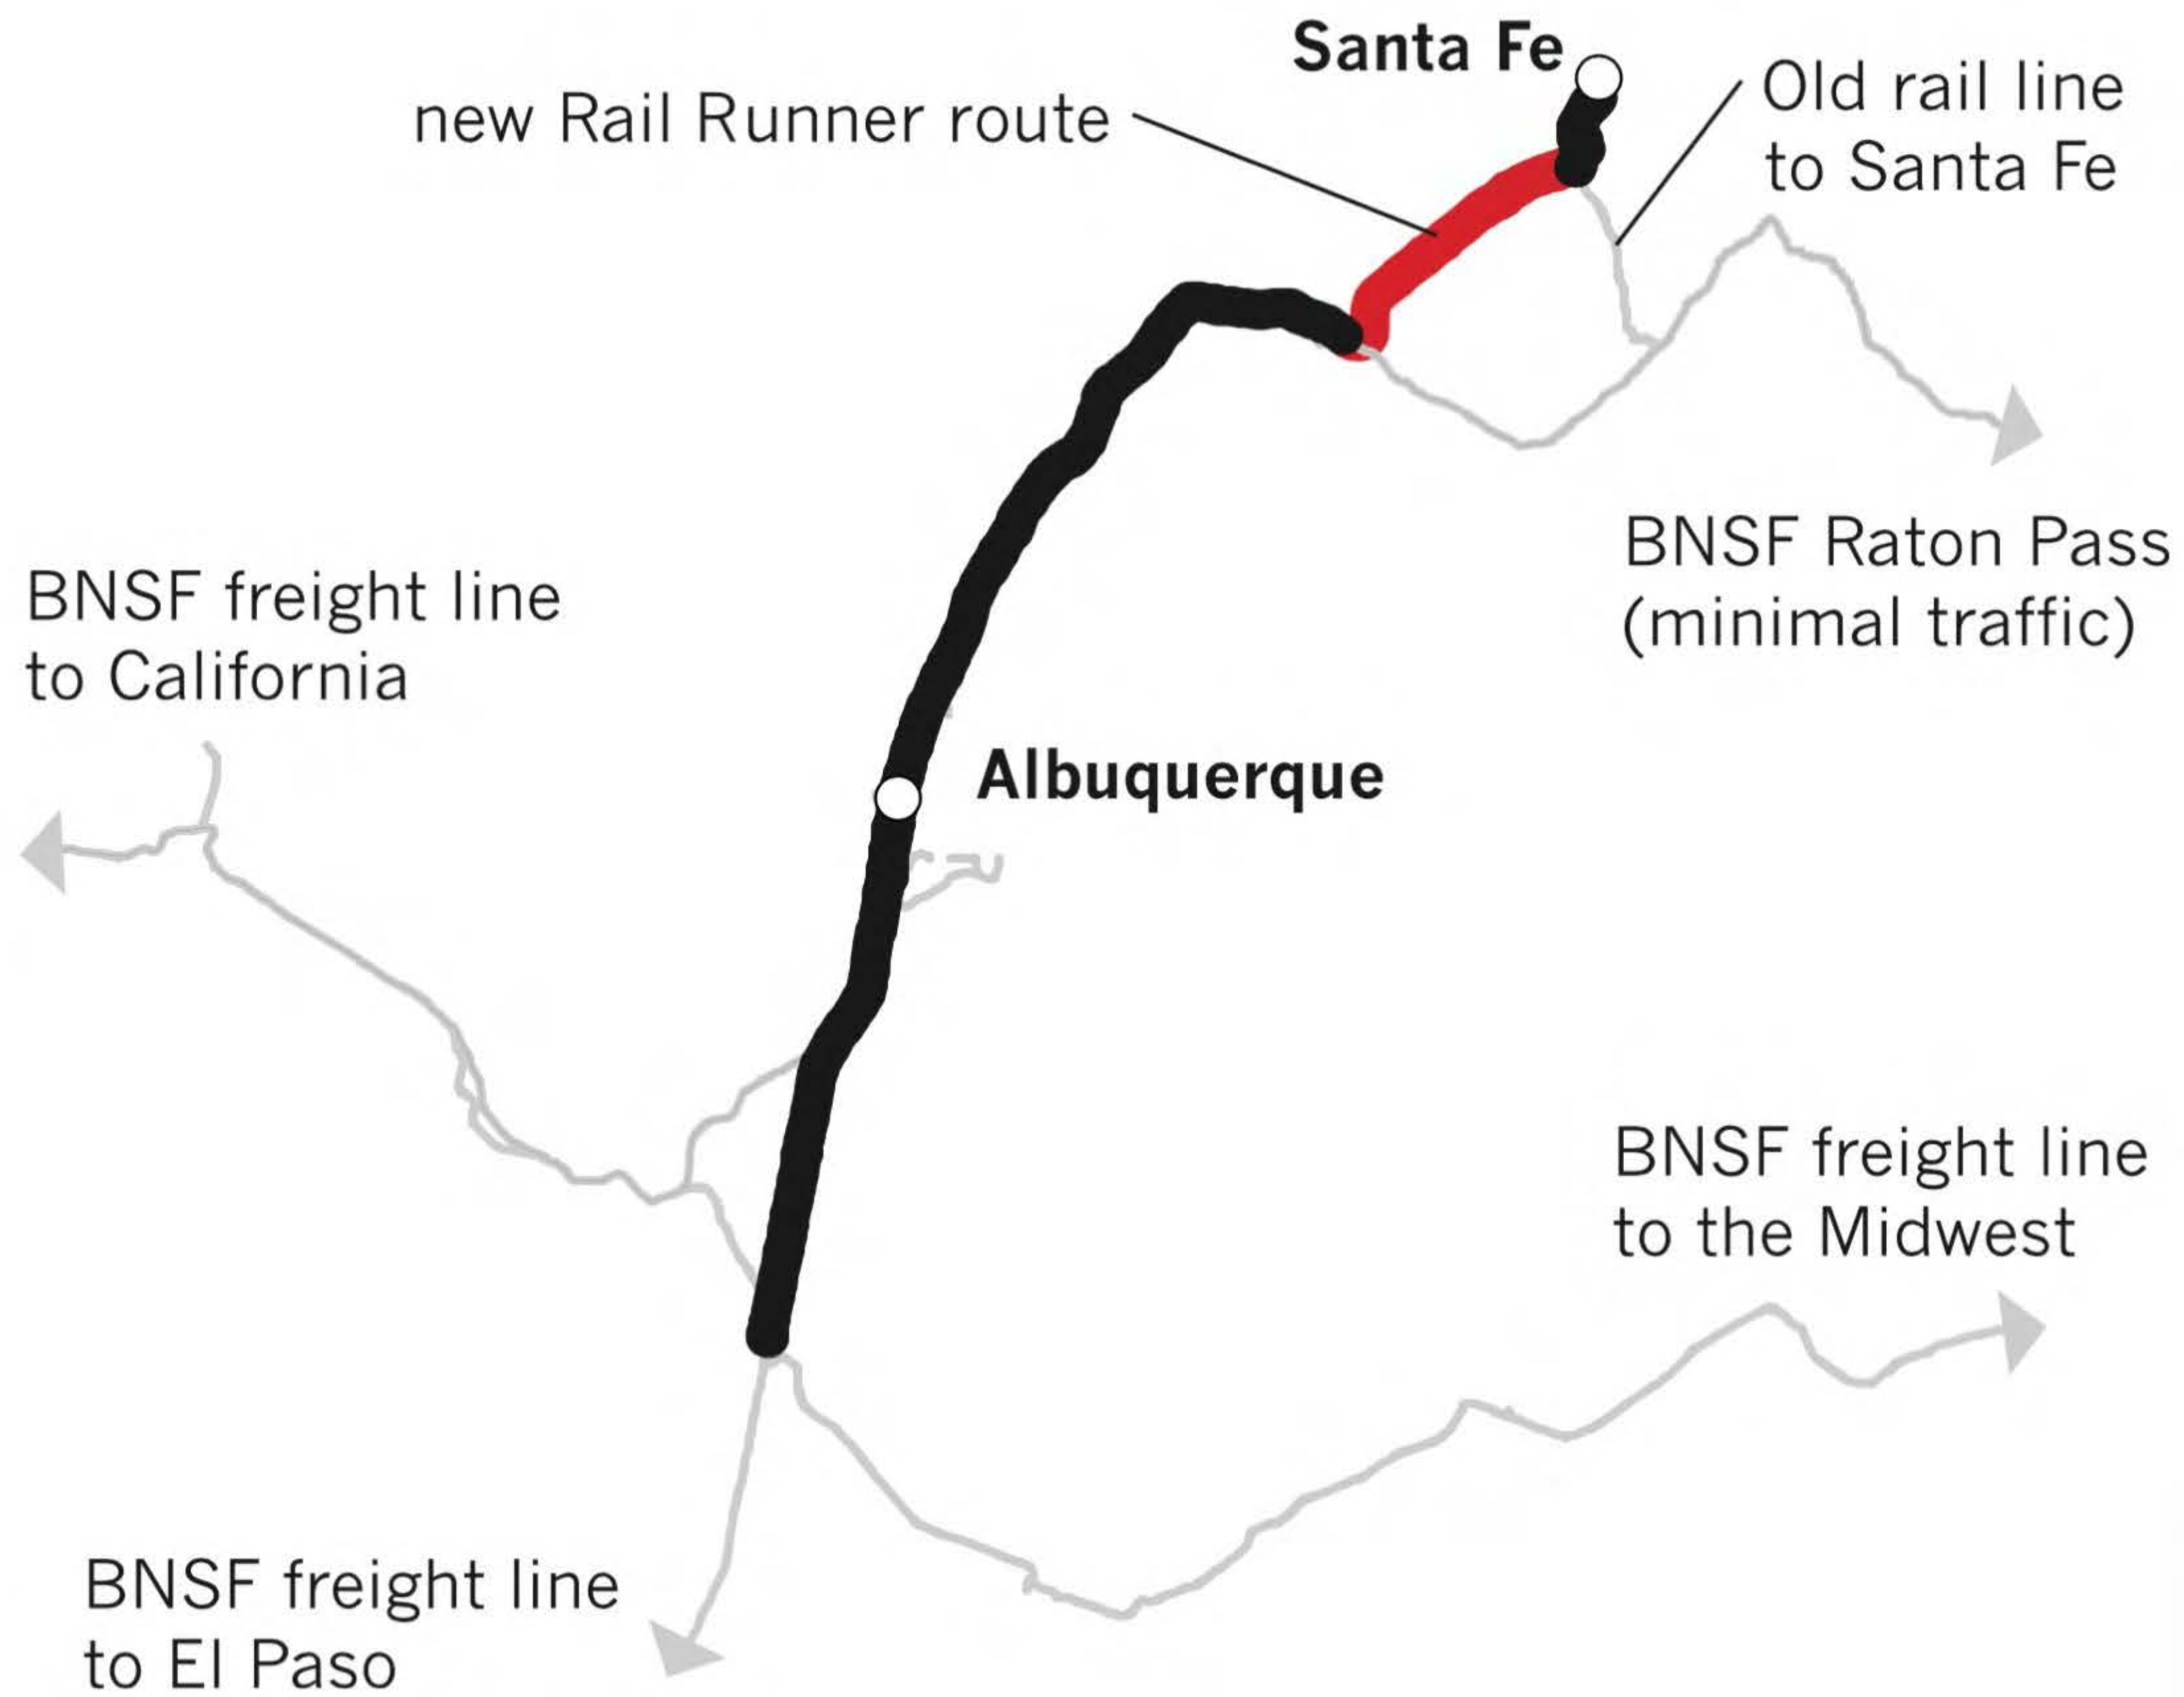 Santa Fe
new Rail Runner route
Old rail line
to Santa Fe
BNSF Raton Pass
(minimal traffic)
BNSF freight line
to California
Albuquerque
BNSF freight line
to the Midwest
BNSF freight line
to El Paso